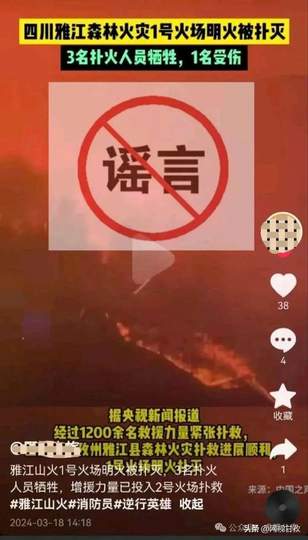 四川雅江森林火灾1号火场明火被扑灭
3名扑火人员牺牲，1名受伤
谣言
38
4
收藏
据央视新闻报道
经过1200余名救援力量紧张扑救，
孜州雅江县森林火灾扑救进展顺利
雅江山火1号火场明火被扑灭，3名扑火
人员牺牲，增援力量已投入2号火场扑救
#雅江山火#消防员#逆行英雄 收起
来源：中国之声
2024-03-18 14:18